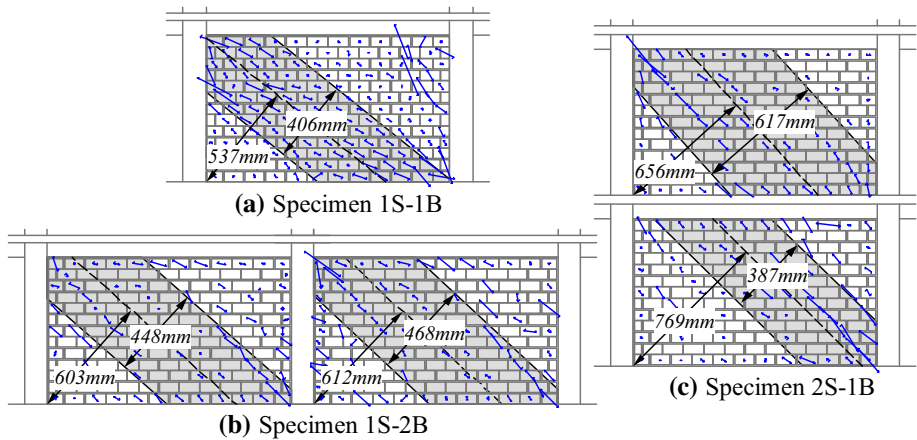 406mm
537mm
(a) Specimen 1S-1B
448mm
603mm
468mm
612mm
(b) Specimen 1S-2B
617mm
656mm
387mm
769mm
(c) Specimen 2S-1B